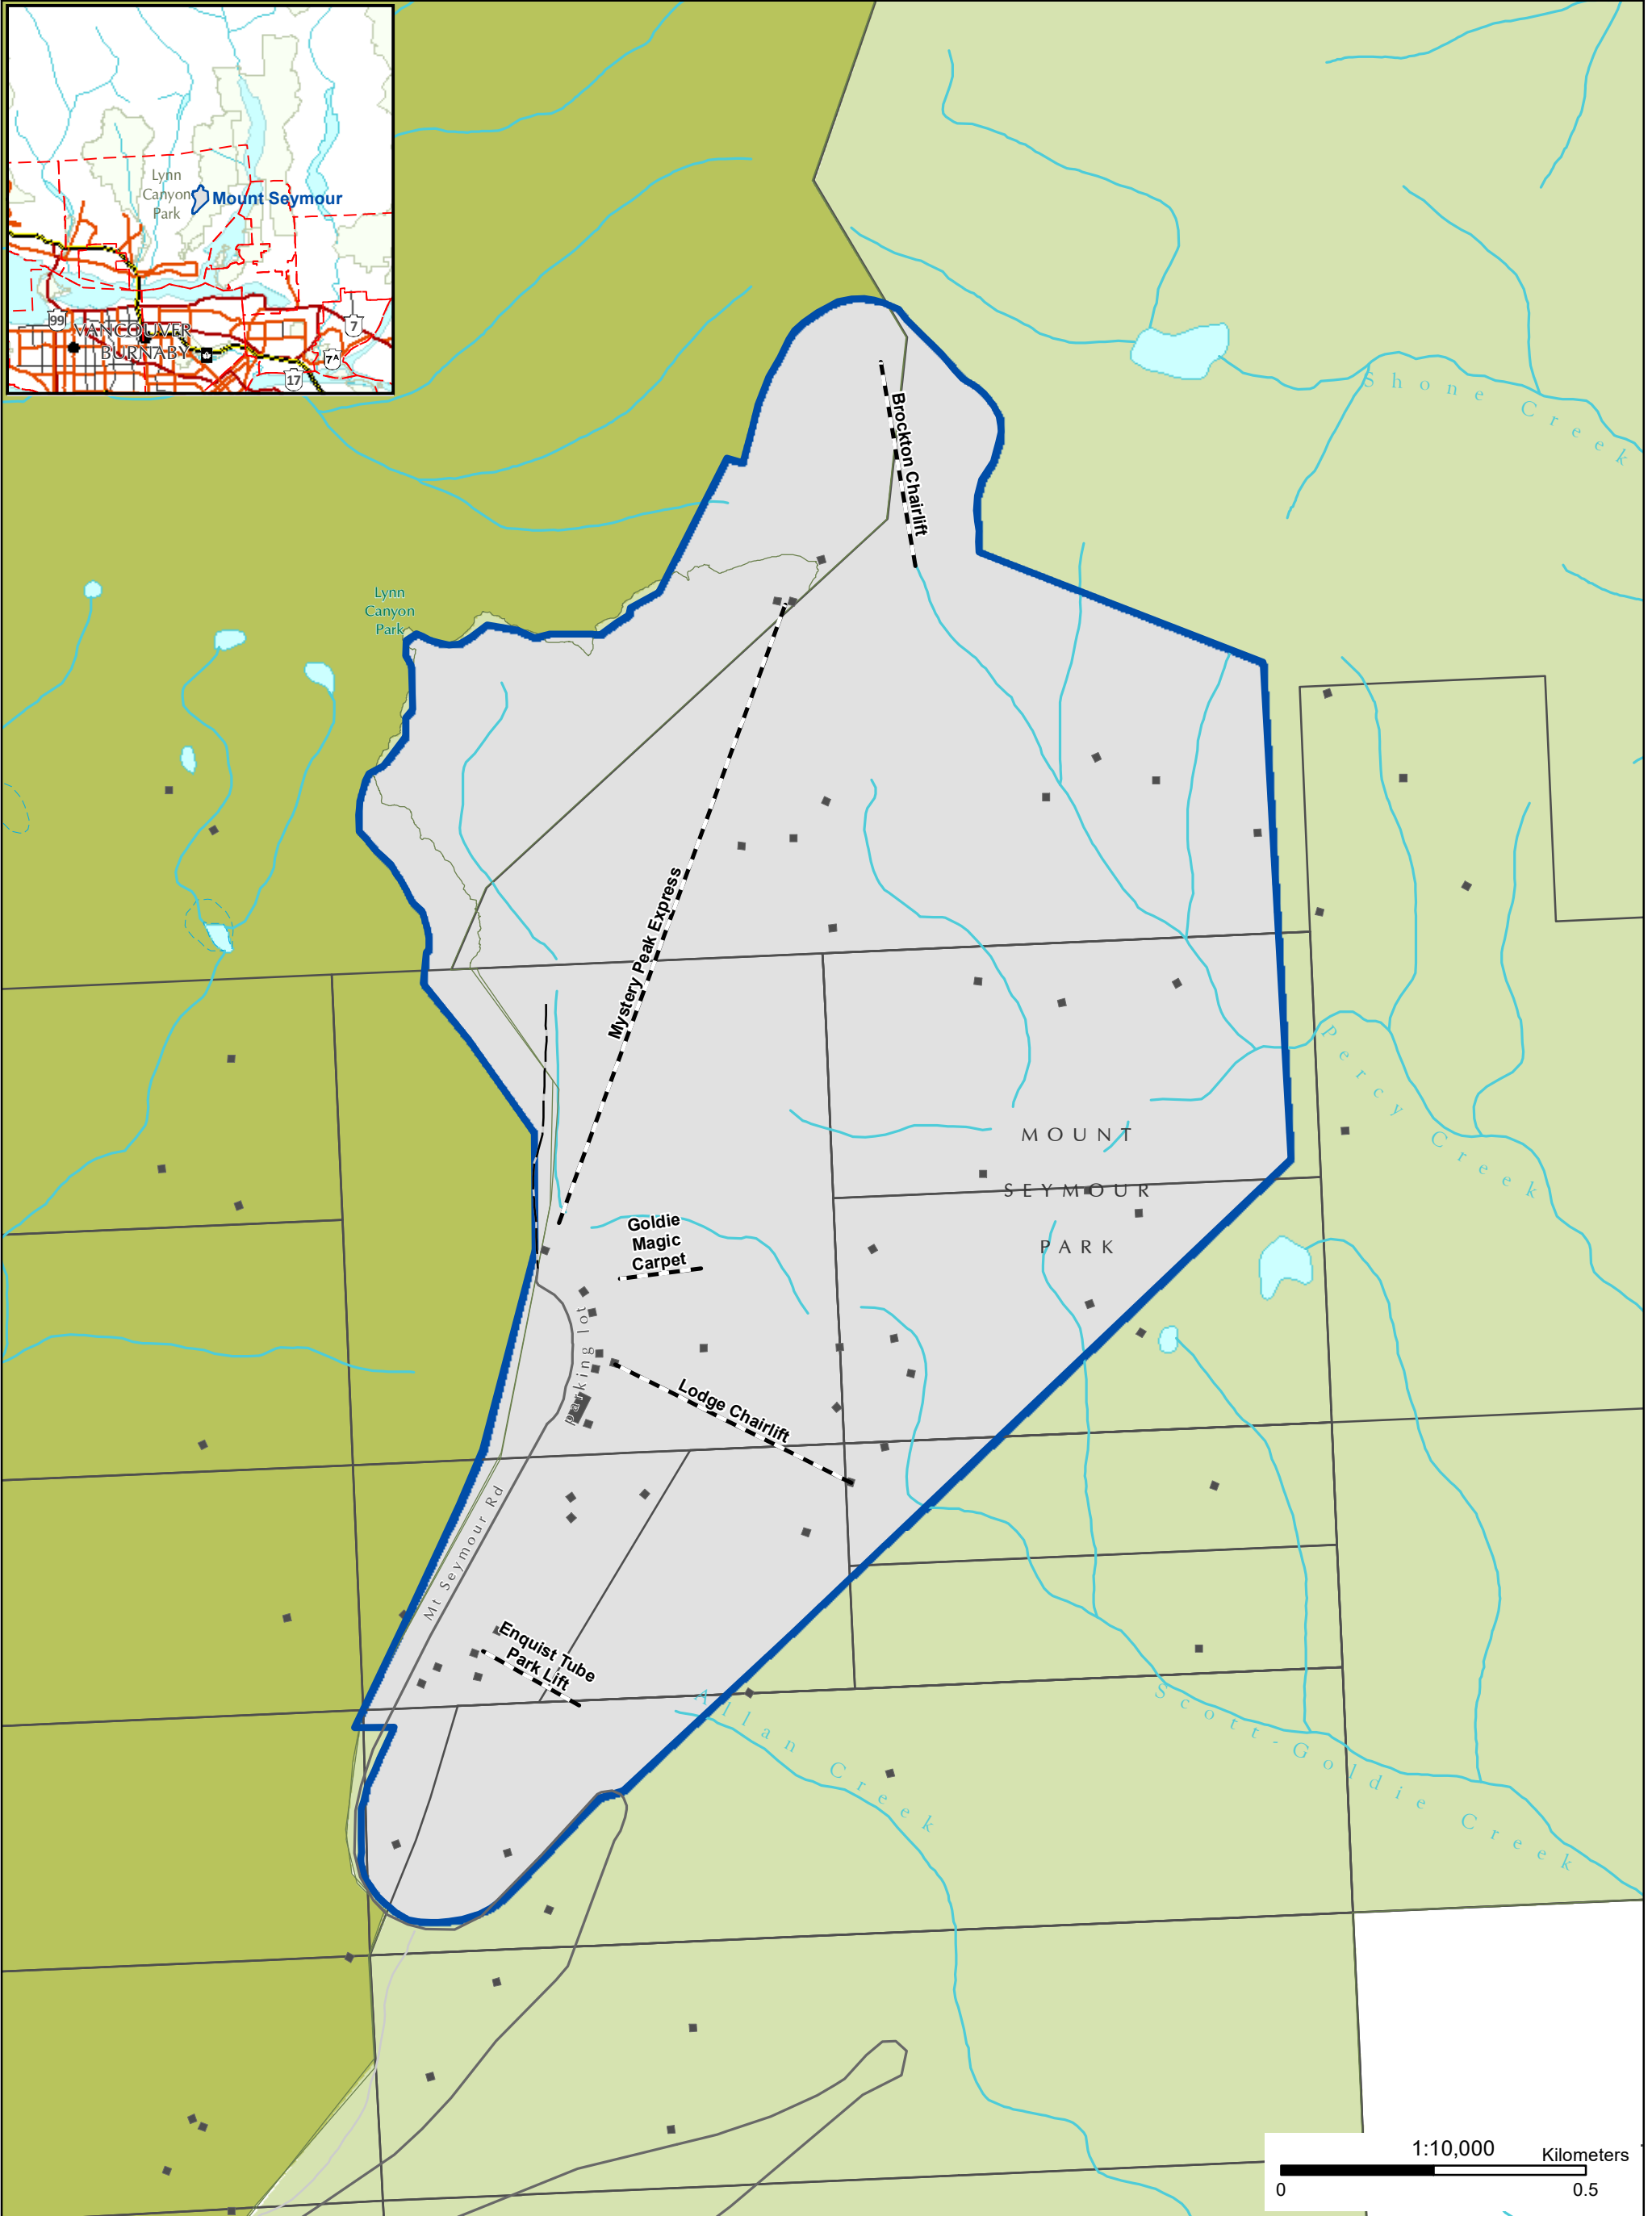 Lynn
Canyon
Park
Mount Seymour
99
VANCOUVER
BURNABY
1
7
7A
17
Shone Creek
Brockton Chairlift
Lynn
Canyon
Park
Mystery Peak Express
Percy Creek
MOUNT
SEYMOUR
PARK
Goldie
Magic
Carpet
parking lot
Lodge Chairlift
Mt Seymour Rd
Enquist Tube
Park Lift
Allan Creek
Scott-Goldie Creek
1:10,000
Kilometers
0
0.5